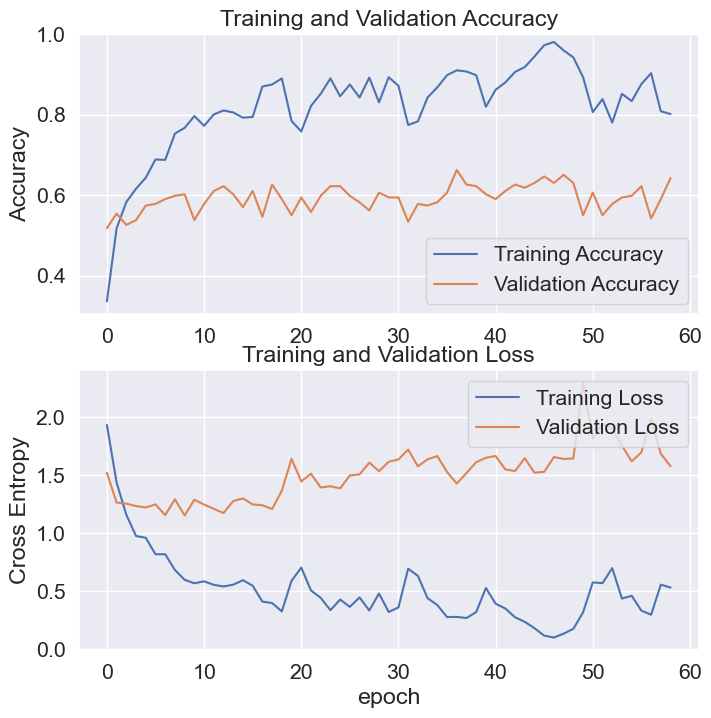 Training and Validation Accuracy
1.0
0.8
0.6
0.4
Accuracy
Training Accuracy
Validation Accuracy
0 10 20 30 40 50 60
Training and Validation Loss
2.0
1.5
1.0
0.5
0.0
Cross Entropy
Training Loss
Validation Loss
0 10 20 30 40 50 60
epoch